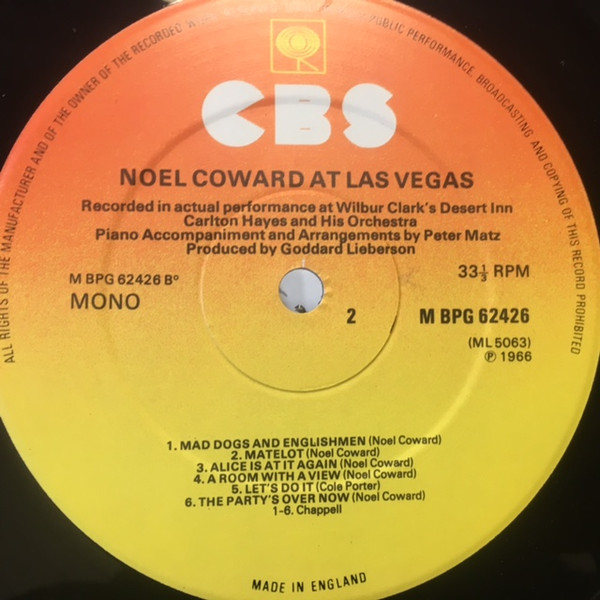 ALL RIGHTS OF THE MANUFACTURER AND OF THE OWNER OF THE RECORDED
PUBLIC PERFORMANCE, BROADCASTING AND COPYING OF THIS RECORD PROHIBITED
CBS
NOEL COWARD AT LAS VEGAS
Recorded in actual performance at Wilbur Clark's Desert Inn
Carlton Hayes and His Orchestra
Piano Accompaniment and Arrangements by Peter Matz
Produced by Goddard Lieberson
M BPG 62426 Bº
33⅓ RPM
MONO
2
M BPG 62426
(ML 5063)
℗ 1966
1. MAD DOGS AND ENGLISHMEN (Noel Coward)
2. MATELOT (Noel Coward)
3. ALICE IS AT IT AGAIN (Noel Coward)
4. A ROOM WITH A VIEW (Noel Coward)
5. LET'S DO IT (Cole Porter)
6. THE PARTY'S OVER NOW (Noel Coward)
1-6. Chappell
MADE IN ENGLAND